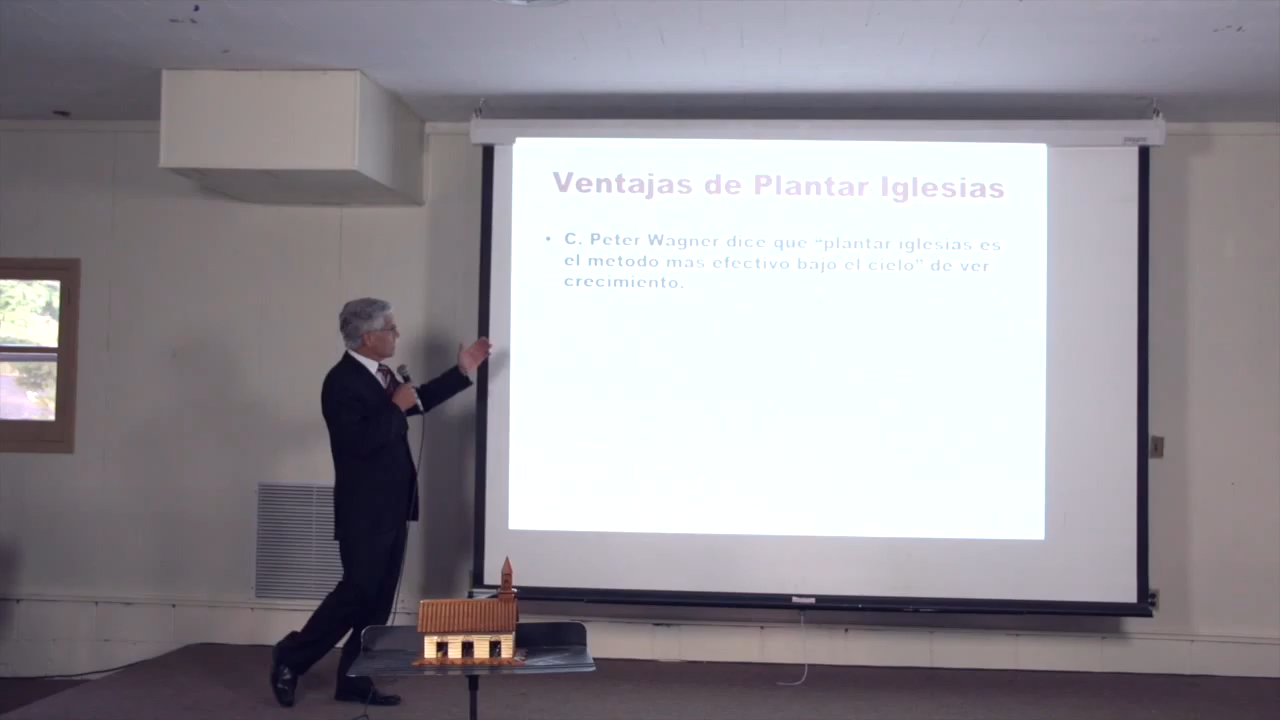 Ventajas de Plantar Iglesias
• C. Peter Wagner dice que “plantar iglesias es
el metodo mas efectivo bajo el cielo” de ver
crecimiento.